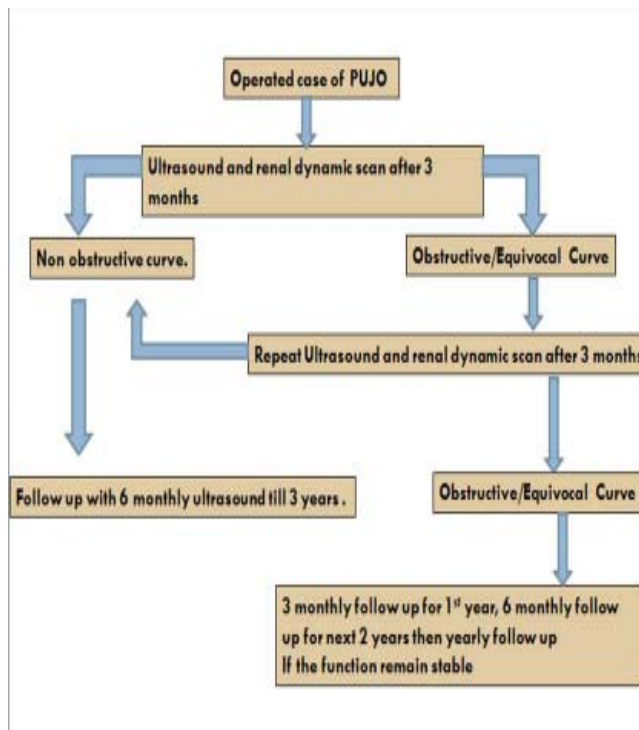 Operated case of PUJO
Ultrasound and renal dynamic scan after 3
months
Non obstructive curve.
Obstructive/Equivocal Curve
Repeat Ultrasound and renal dynamic scan after 3 months
Follow up with 6 monthly ultrasound till 3 years .
Obstructive/Equivocal Curve
3 monthly follow up for 1st year, 6 monthly follow
up for next 2 years then yearly follow up
If the function remain stable